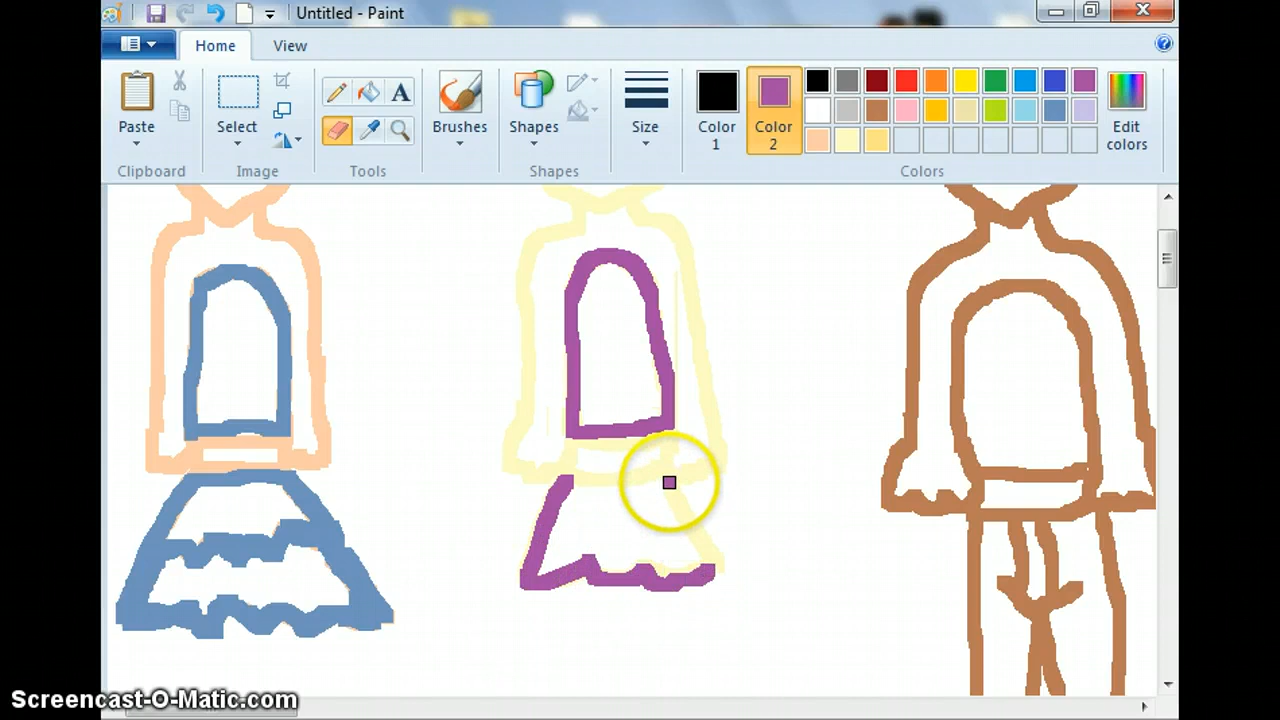 Untitled - Paint
Home View
Paste
Select
A
Brushes
Shapes
Size
Color 1
Color 2
Edit colors
Clipboard Image Tools Shapes Colors
Screencast-O-Matic.com